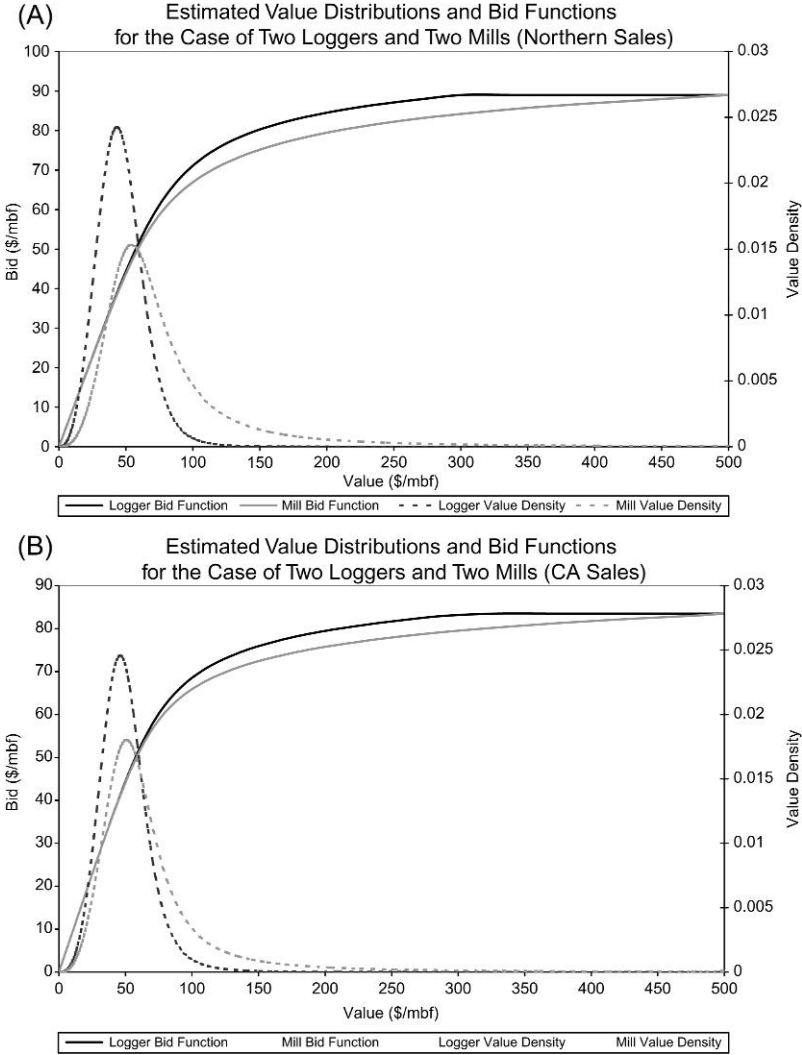 (A)
Estimated Value Distributions and Bid Functions
for the Case of Two Loggers and Two Mills (Northern Sales)
100
90
80
70
60
50
40
30
20
10
0
Bid ($/mbf)
0.03
0.025
0.02
0.015
0.01
0.005
0
Value Density
0 50 100 150 200 250 300 350 400 450 500
Value ($/mbf)
Logger Bid Function Mill Bid Function Logger Value Density Mill Value Density
(B)
Estimated Value Distributions and Bid Functions
for the Case of Two Loggers and Two Mills (CA Sales)
90
80
70
60
50
40
30
20
10
0
Bid ($/mbf)
0.03
0.025
0.02
0.015
0.01
0.005
0
Value Density
0 50 100 150 200 250 300 350 400 450 500
Value ($/mbf)
Logger Bid Function Mill Bid Function Logger Value Density Mill Value Density